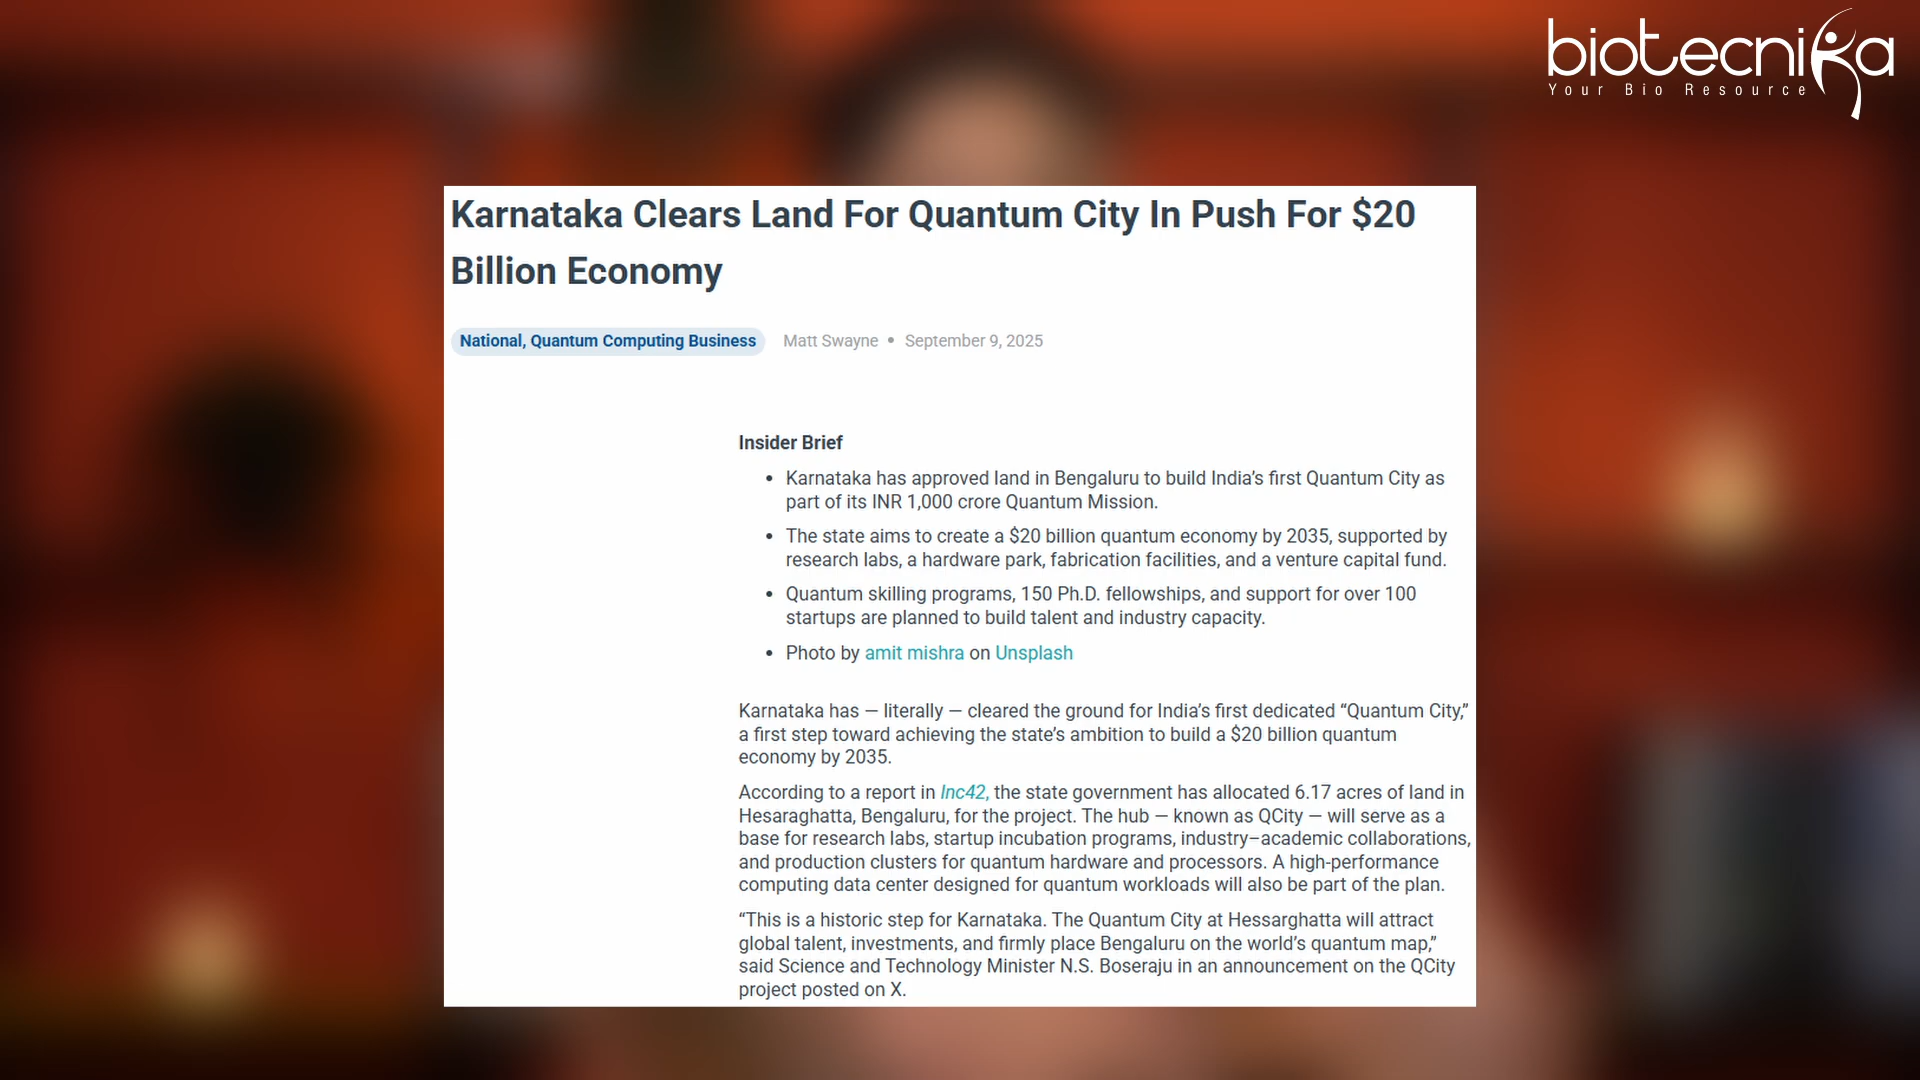 biotecnika
Your Bio Resource
Karnataka Clears Land For Quantum City In Push For $20
Billion Economy
National, Quantum Computing Business Matt Swayne • September 9, 2025
Insider Brief
• Karnataka has approved land in Bengaluru to build India’s first Quantum City as
part of its INR 1,000 crore Quantum Mission.
• The state aims to create a $20 billion quantum economy by 2035, supported by
research labs, a hardware park, fabrication facilities, and a venture capital fund.
• Quantum skilling programs, 150 Ph.D. fellowships, and support for over 100
startups are planned to build talent and industry capacity.
• Photo by amit mishra on Unsplash
Karnataka has — literally — cleared the ground for India’s first dedicated “Quantum City,”
a first step toward achieving the state’s ambition to build a $20 billion quantum
economy by 2035.
According to a report in Inc42, the state government has allocated 6.17 acres of land in
Hesaraghatta, Bengaluru, for the project. The hub — known as QCity — will serve as a
base for research labs, startup incubation programs, industry–academic collaborations,
and production clusters for quantum hardware and processors. A high-performance
computing data center designed for quantum workloads will also be part of the plan.
“This is a historic step for Karnataka. The Quantum City at Hessarghatta will attract
global talent, investments, and firmly place Bengaluru on the world’s quantum map,”
said Science and Technology Minister N.S. Boseraju in an announcement on the QCity
project posted on X.